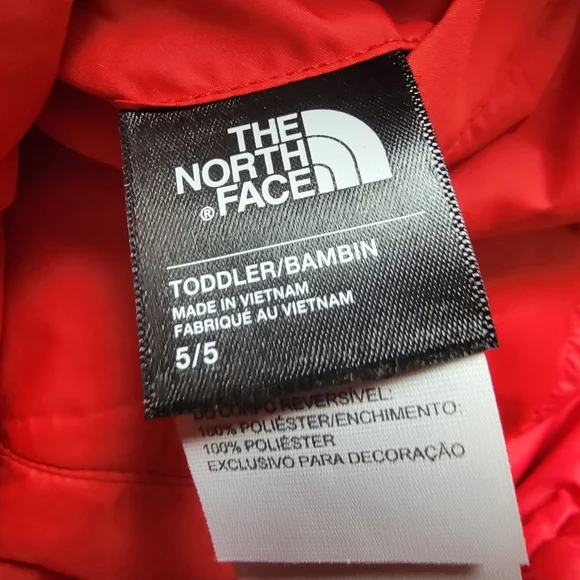 THE
NORTH
® FACE
TODDLER/BAMBIN
MADE IN VIETNAM
FABRIQUÉ AU VIETNAM
5/5
REVERSÍVEL:
100% POLIÉSTER/ENCHIMENTO:
100% POLIÉSTER
EXCLUSIVO PARA DECORAÇÃO